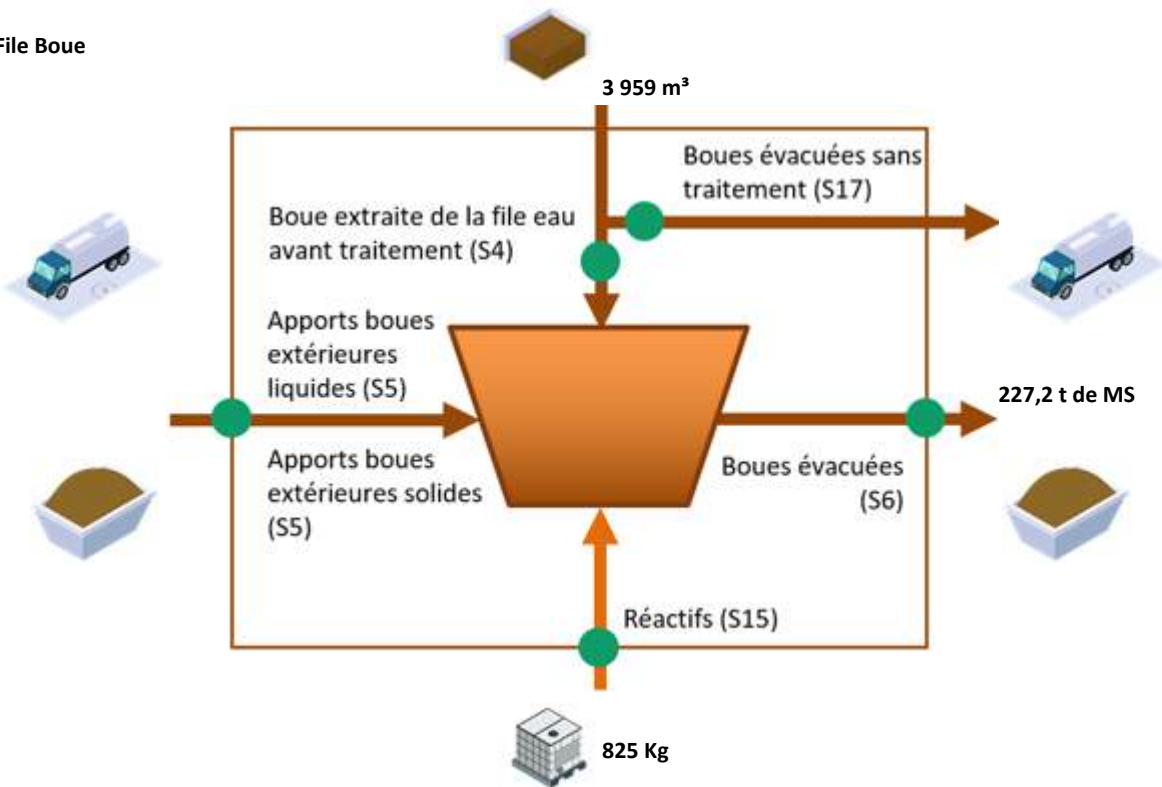 File Boue
3 959 m³
Boues évacuées sans
traitement (S17)
Boue extraite de la file eau
avant traitement (S4)
Apports boues
extérieures
liquides (S5)
227,2 t de MS
Apports boues
extérieures solides
(S5)
Boues évacuées
(S6)
Réactifs (S15)
825 Kg